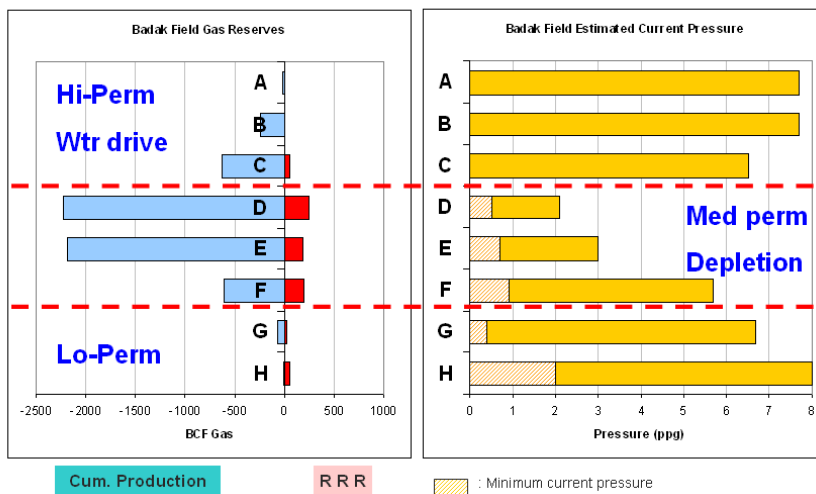 Badak Field Gas Reserves
A
Hi-Perm
B
Wtr drive
C
D
E
F
G
Lo-Perm
H
-2500 -2000 -1500 -1000 -500 0 500 1000
BCF Gas
Badak Field Estimated Current Pressure
A
B
C
D
Med perm
E
Depletion
F
G
H
0 1 2 3 4 5 6 7 8
Pressure (ppg)
Cum. Production
R R R
: Minimum current pressure